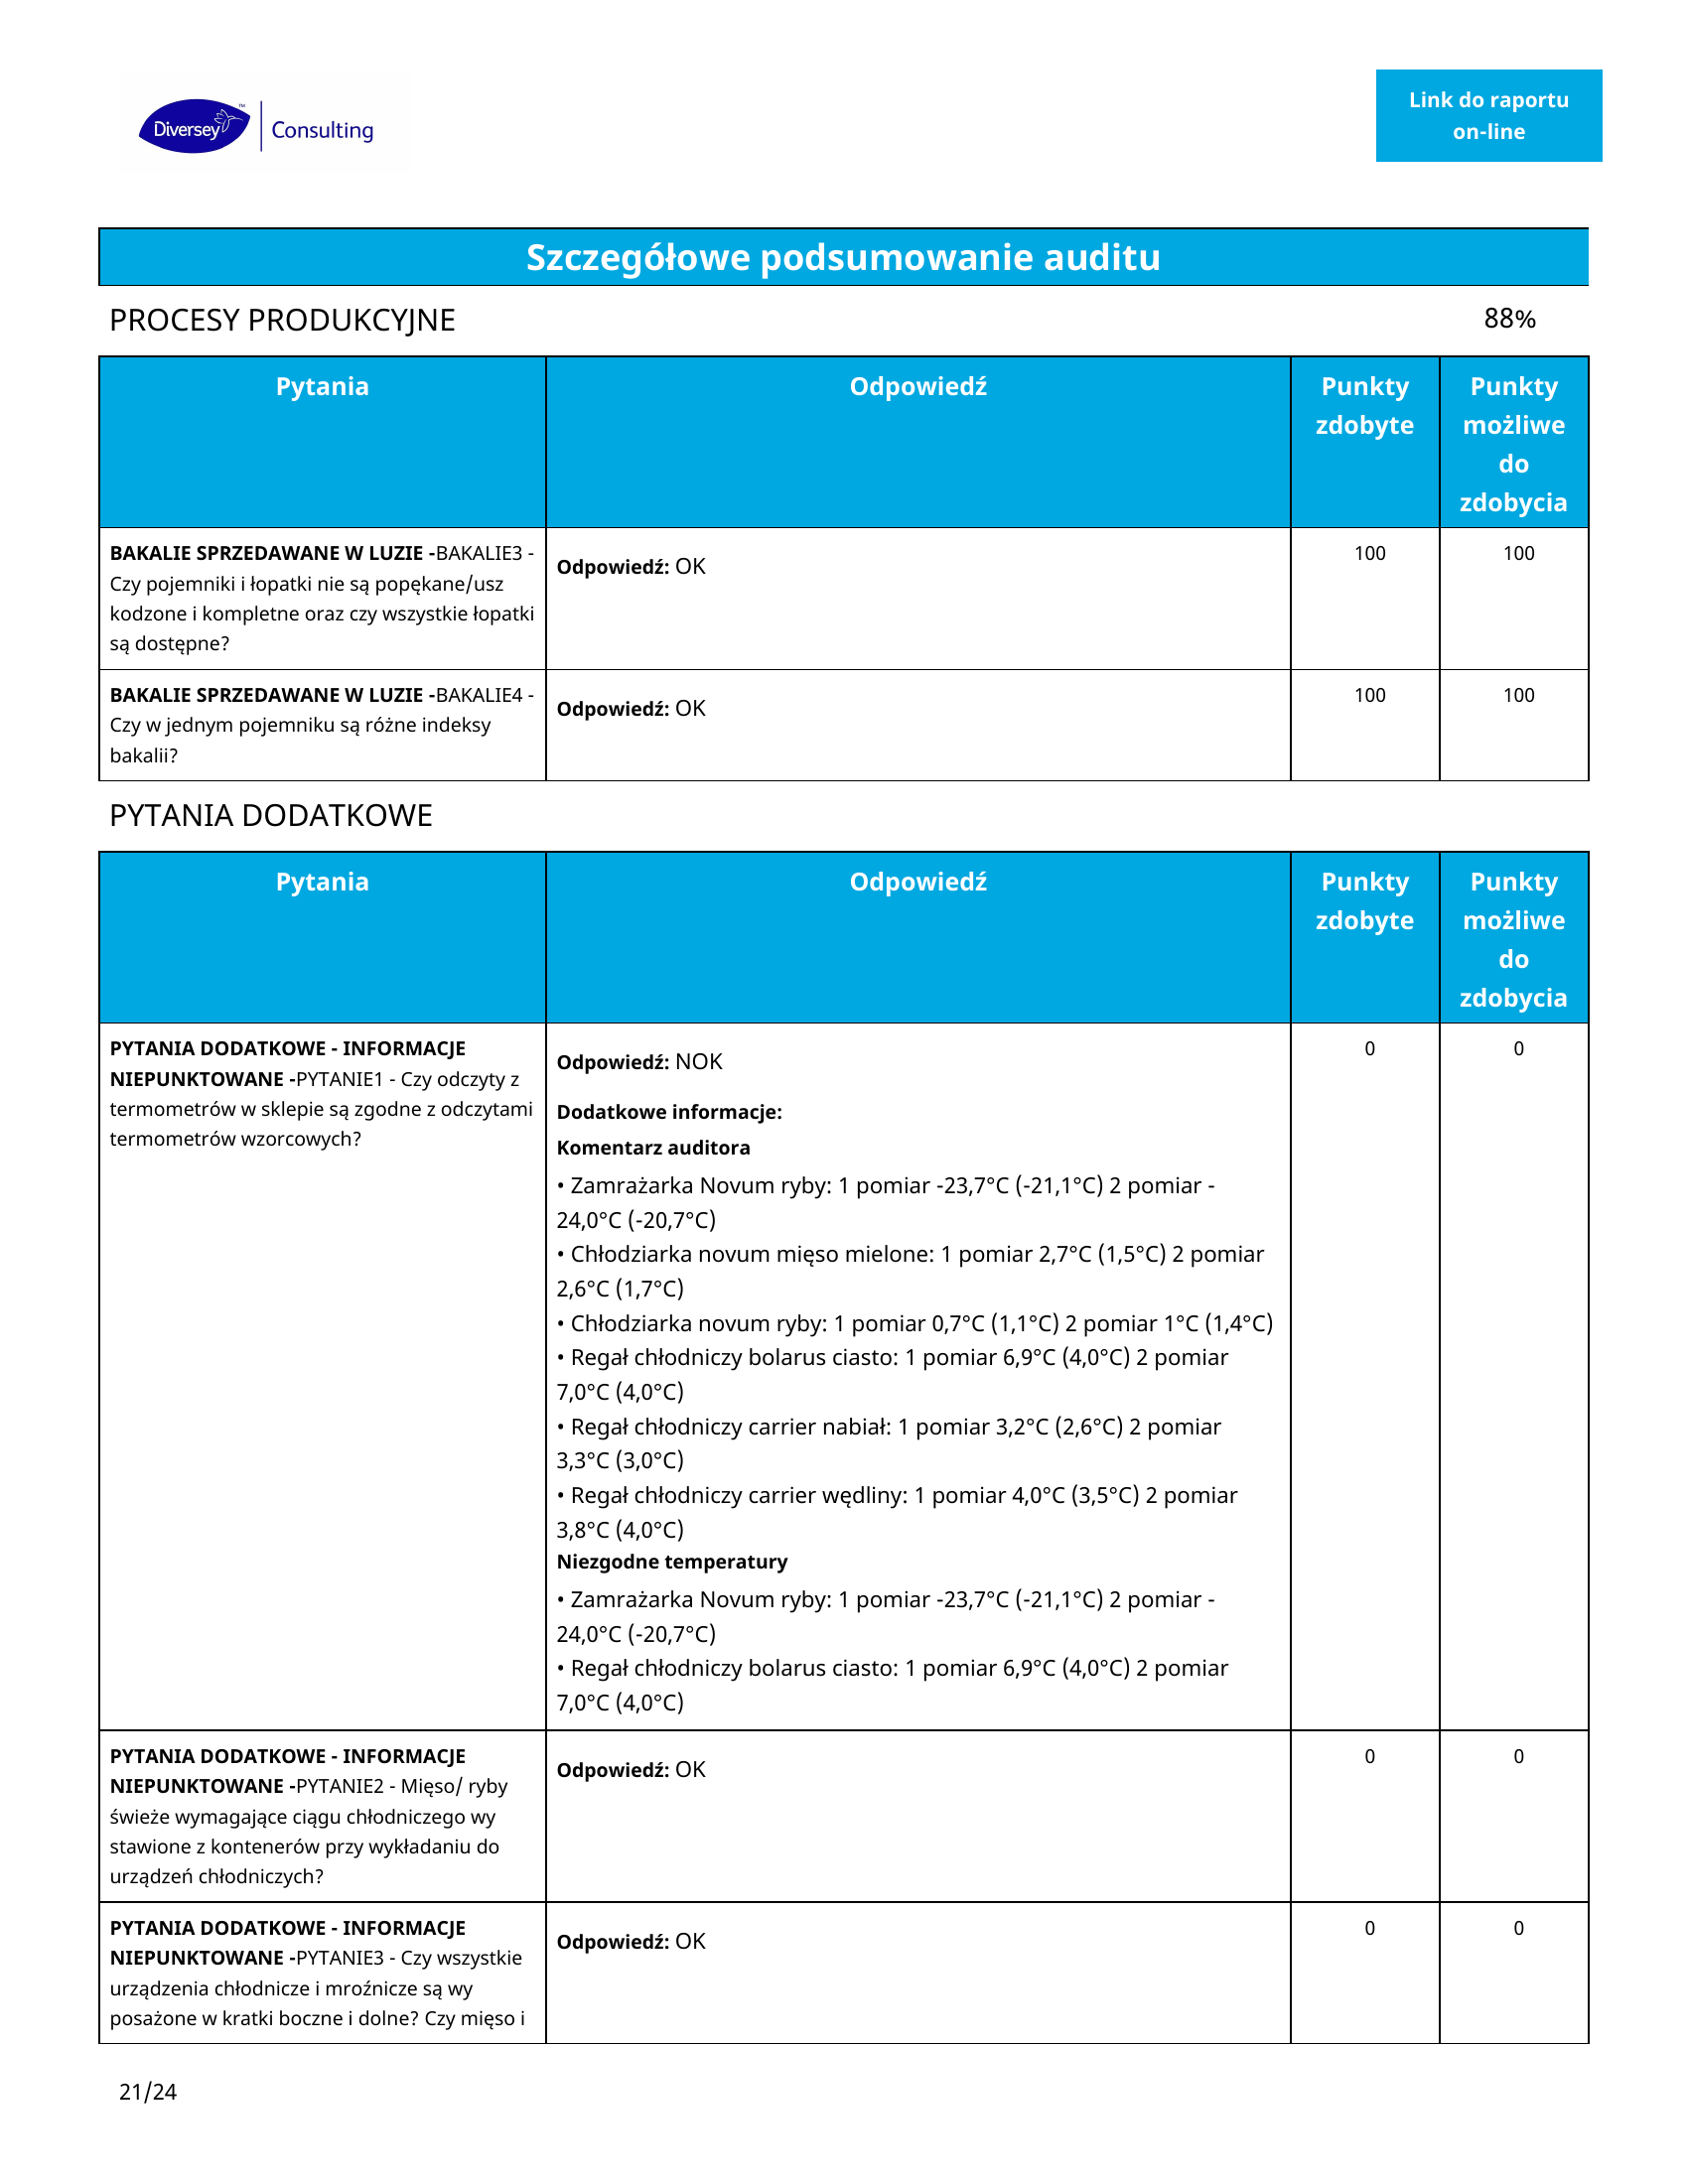 Diversey™ Consulting
Link do raportu
on-line
Szczegółowe podsumowanie auditu
PROCESY PRODUKCYJNE 88%
Pytania Odpowiedź Punkty Punkty
zdobyte możliwe
do
zdobycia
BAKALIE SPRZEDAWANE W LUZIE -BAKALIE3 - Odpowiedź: OK 100 100
Czy pojemniki i łopatki nie są popękane/usz
kodzone i kompletne oraz czy wszystkie łopatki
są dostępne?
BAKALIE SPRZEDAWANE W LUZIE -BAKALIE4 - Odpowiedź: OK 100 100
Czy w jednym pojemniku są różne indeksy
bakalii?
PYTANIA DODATKOWE
Pytania Odpowiedź Punkty Punkty
zdobyte możliwe
do
zdobycia
PYTANIA DODATKOWE - INFORMACJE
NIEPUNKTOWANE -PYTANIE1 - Czy odczyty z
termometrów w sklepie są zgodne z odczytami
termometrów wzorcowych?
Odpowiedź: NOK 0 0
Dodatkowe informacje:
Komentarz auditora
• Zamrażarka Novum ryby: 1 pomiar -23,7°C (-21,1°C) 2 pomiar -
24,0°C (-20,7°C)
• Chłodziarka novum mięso mielone: 1 pomiar 2,7°C (1,5°C) 2 pomiar
2,6°C (1,7°C)
• Chłodziarka novum ryby: 1 pomiar 0,7°C (1,1°C) 2 pomiar 1°C (1,4°C)
• Regał chłodniczy bolarus ciasto: 1 pomiar 6,9°C (4,0°C) 2 pomiar
7,0°C (4,0°C)
• Regał chłodniczy carrier nabiał: 1 pomiar 3,2°C (2,6°C) 2 pomiar
3,3°C (3,0°C)
• Regał chłodniczy carrier wędliny: 1 pomiar 4,0°C (3,5°C) 2 pomiar
3,8°C (4,0°C)
Niezgodne temperatury
• Zamrażarka Novum ryby: 1 pomiar -23,7°C (-21,1°C) 2 pomiar -
24,0°C (-20,7°C)
• Regał chłodniczy bolarus ciasto: 1 pomiar 6,9°C (4,0°C) 2 pomiar
7,0°C (4,0°C)
PYTANIA DODATKOWE - INFORMACJE
NIEPUNKTOWANE -PYTANIE2 - Mięso/ ryby
świeże wymagające ciągu chłodniczego wy
stawione z kontenerów przy wykładaniu do
urządzeń chłodniczych?
Odpowiedź: OK 0 0
PYTANIA DODATKOWE - INFORMACJE
NIEPUNKTOWANE -PYTANIE3 - Czy wszystkie
urządzenia chłodnicze i mroźnicze są wy
posażone w kratki boczne i dolne? Czy mięso i
Odpowiedź: OK 0 0
21/24